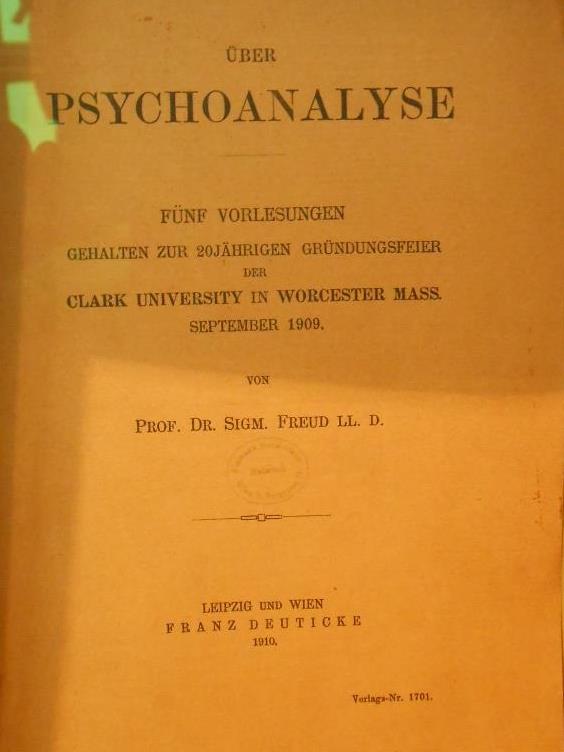 ÜBER
PSYCHOANALYSE
FÜNF VORLESUNGEN
GEHALTEN ZUR 20JÄHRIGEN GRÜNDUNGSFEIER
DER
CLARK UNIVERSITY IN WORCESTER MASS.
SEPTEMBER 1909.
VON
PROF. DR. SIGM. FREUD LL. D.
LEIPZIG UND WIEN
FRANZ DEUTICKE
1910.
Verlags-Nr. 1701.